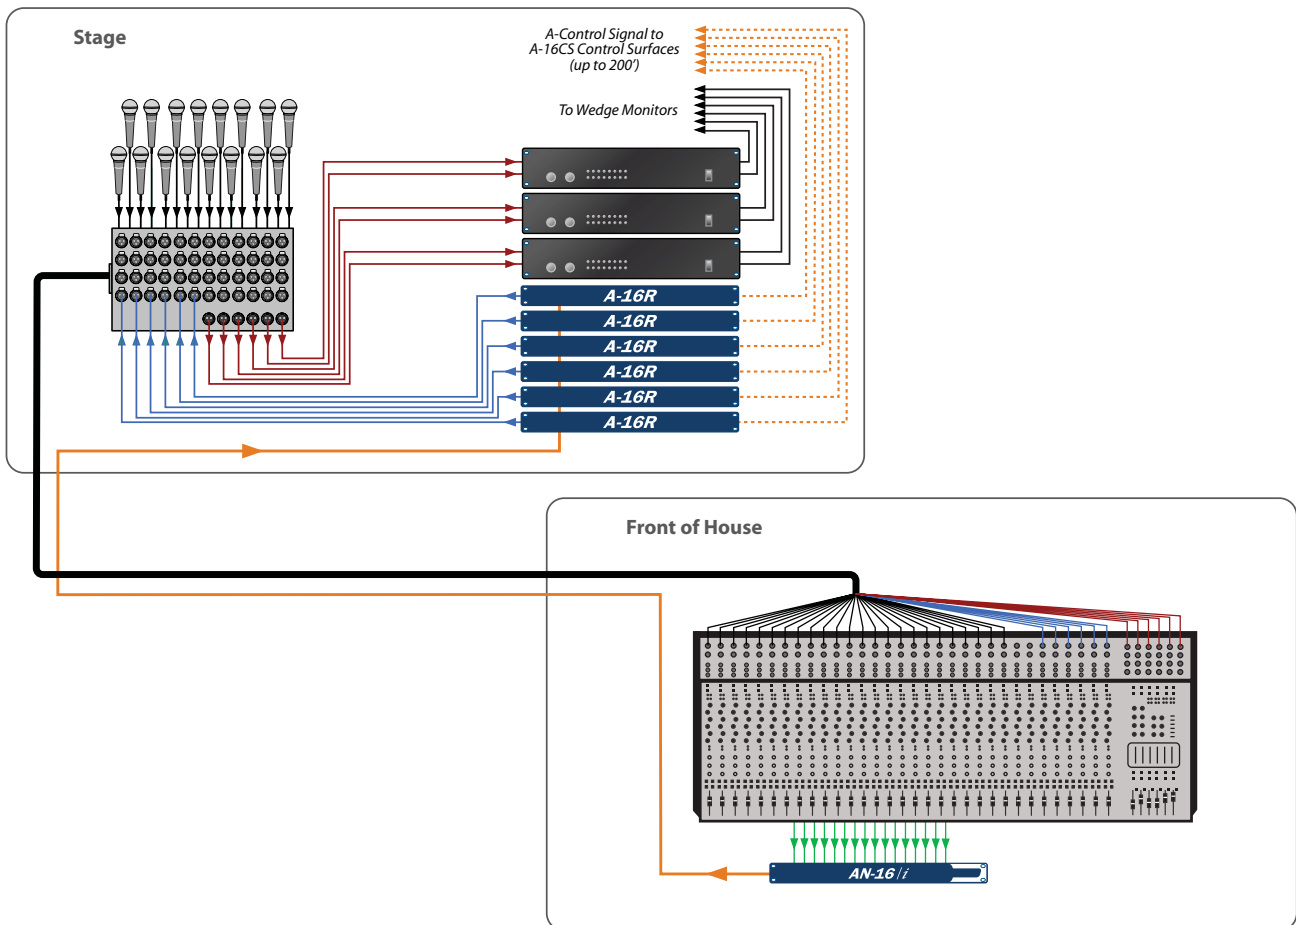 Stage
A-Control Signal to
A-16CS Control Surfaces
(up to 200')
To Wedge Monitors
A-16R
A-16R
A-16R
A-16R
A-16R
A-16R
Front of House
AN-16/i